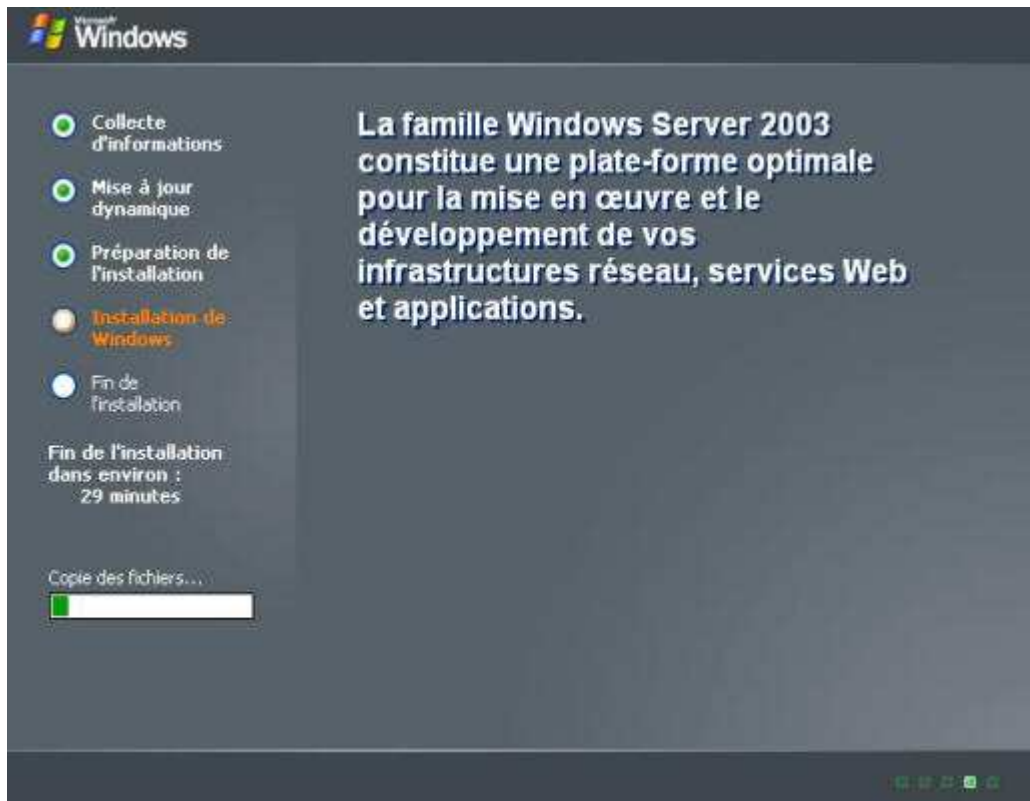 Microsoft
Windows
Collecte
d'informations
Mise à jour
dynamique
Préparation de
l'installation
Installation de
Windows
Fin de
l'installation
Fin de l'installation
dans environ :
29 minutes
Copie des fichiers...
La famille Windows Server 2003
constitue une plate-forme optimale
pour la mise en œuvre et le
développement de vos
infrastructures réseau, services Web
et applications.